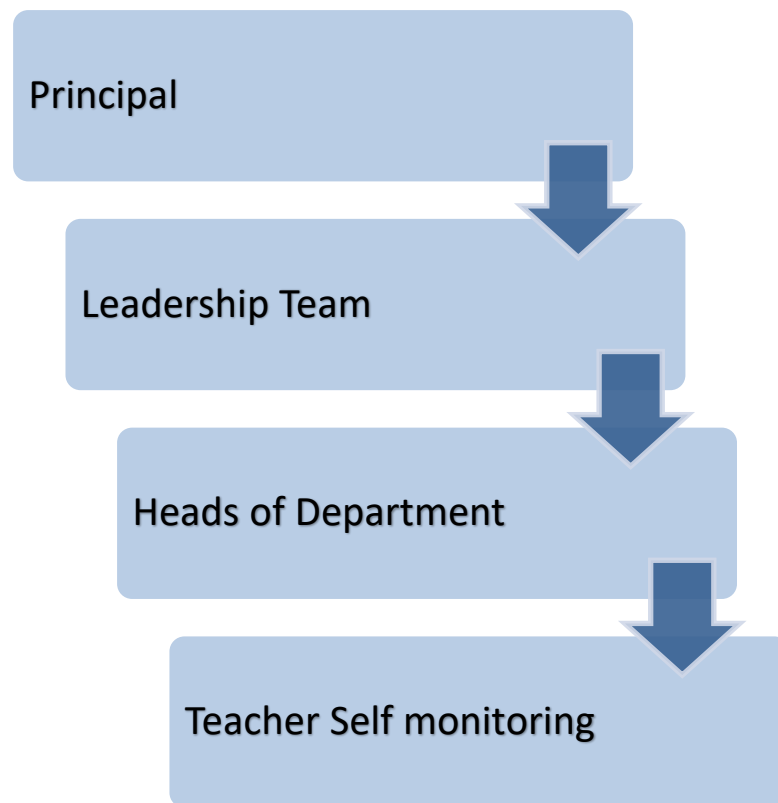 Principal
Leadership Team
Heads of Department
Teacher Self monitoring